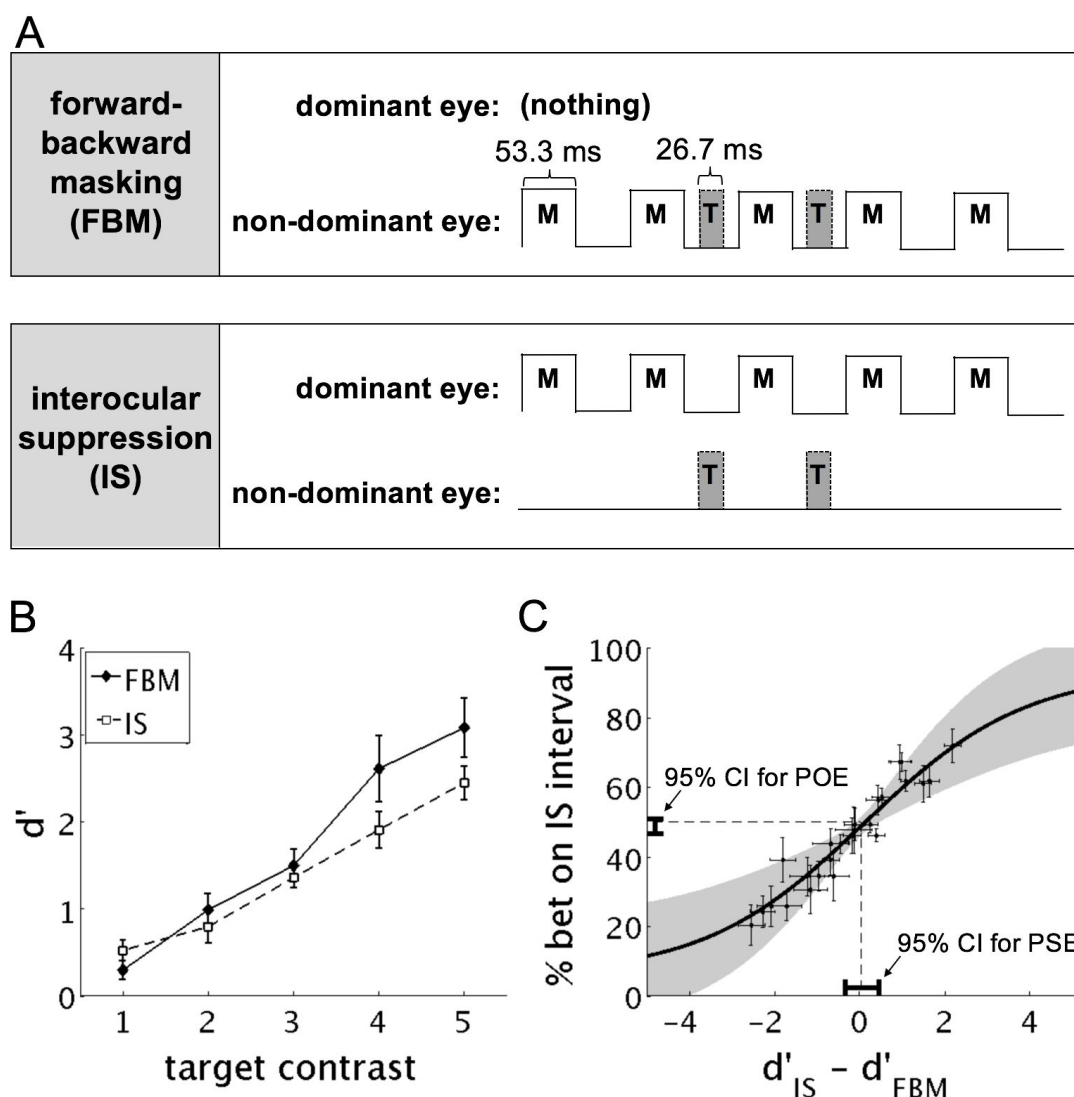 A
forward-
backward
masking
(FBM)
dominant eye: (nothing)
53.3 ms 26.7 ms
non-dominant eye: M M T M T M M
interocular
suppression
(IS)
dominant eye: M M M M M
non-dominant eye: T T
B
4
3
2
1
0
FBM
IS
d'
1 2 3 4 5
target contrast
C
100
80
60
40
20
0
% bet on IS interval
95% CI for POE
95% CI for PSE
-4 -2 0 2 4
d'IS – d'FBM